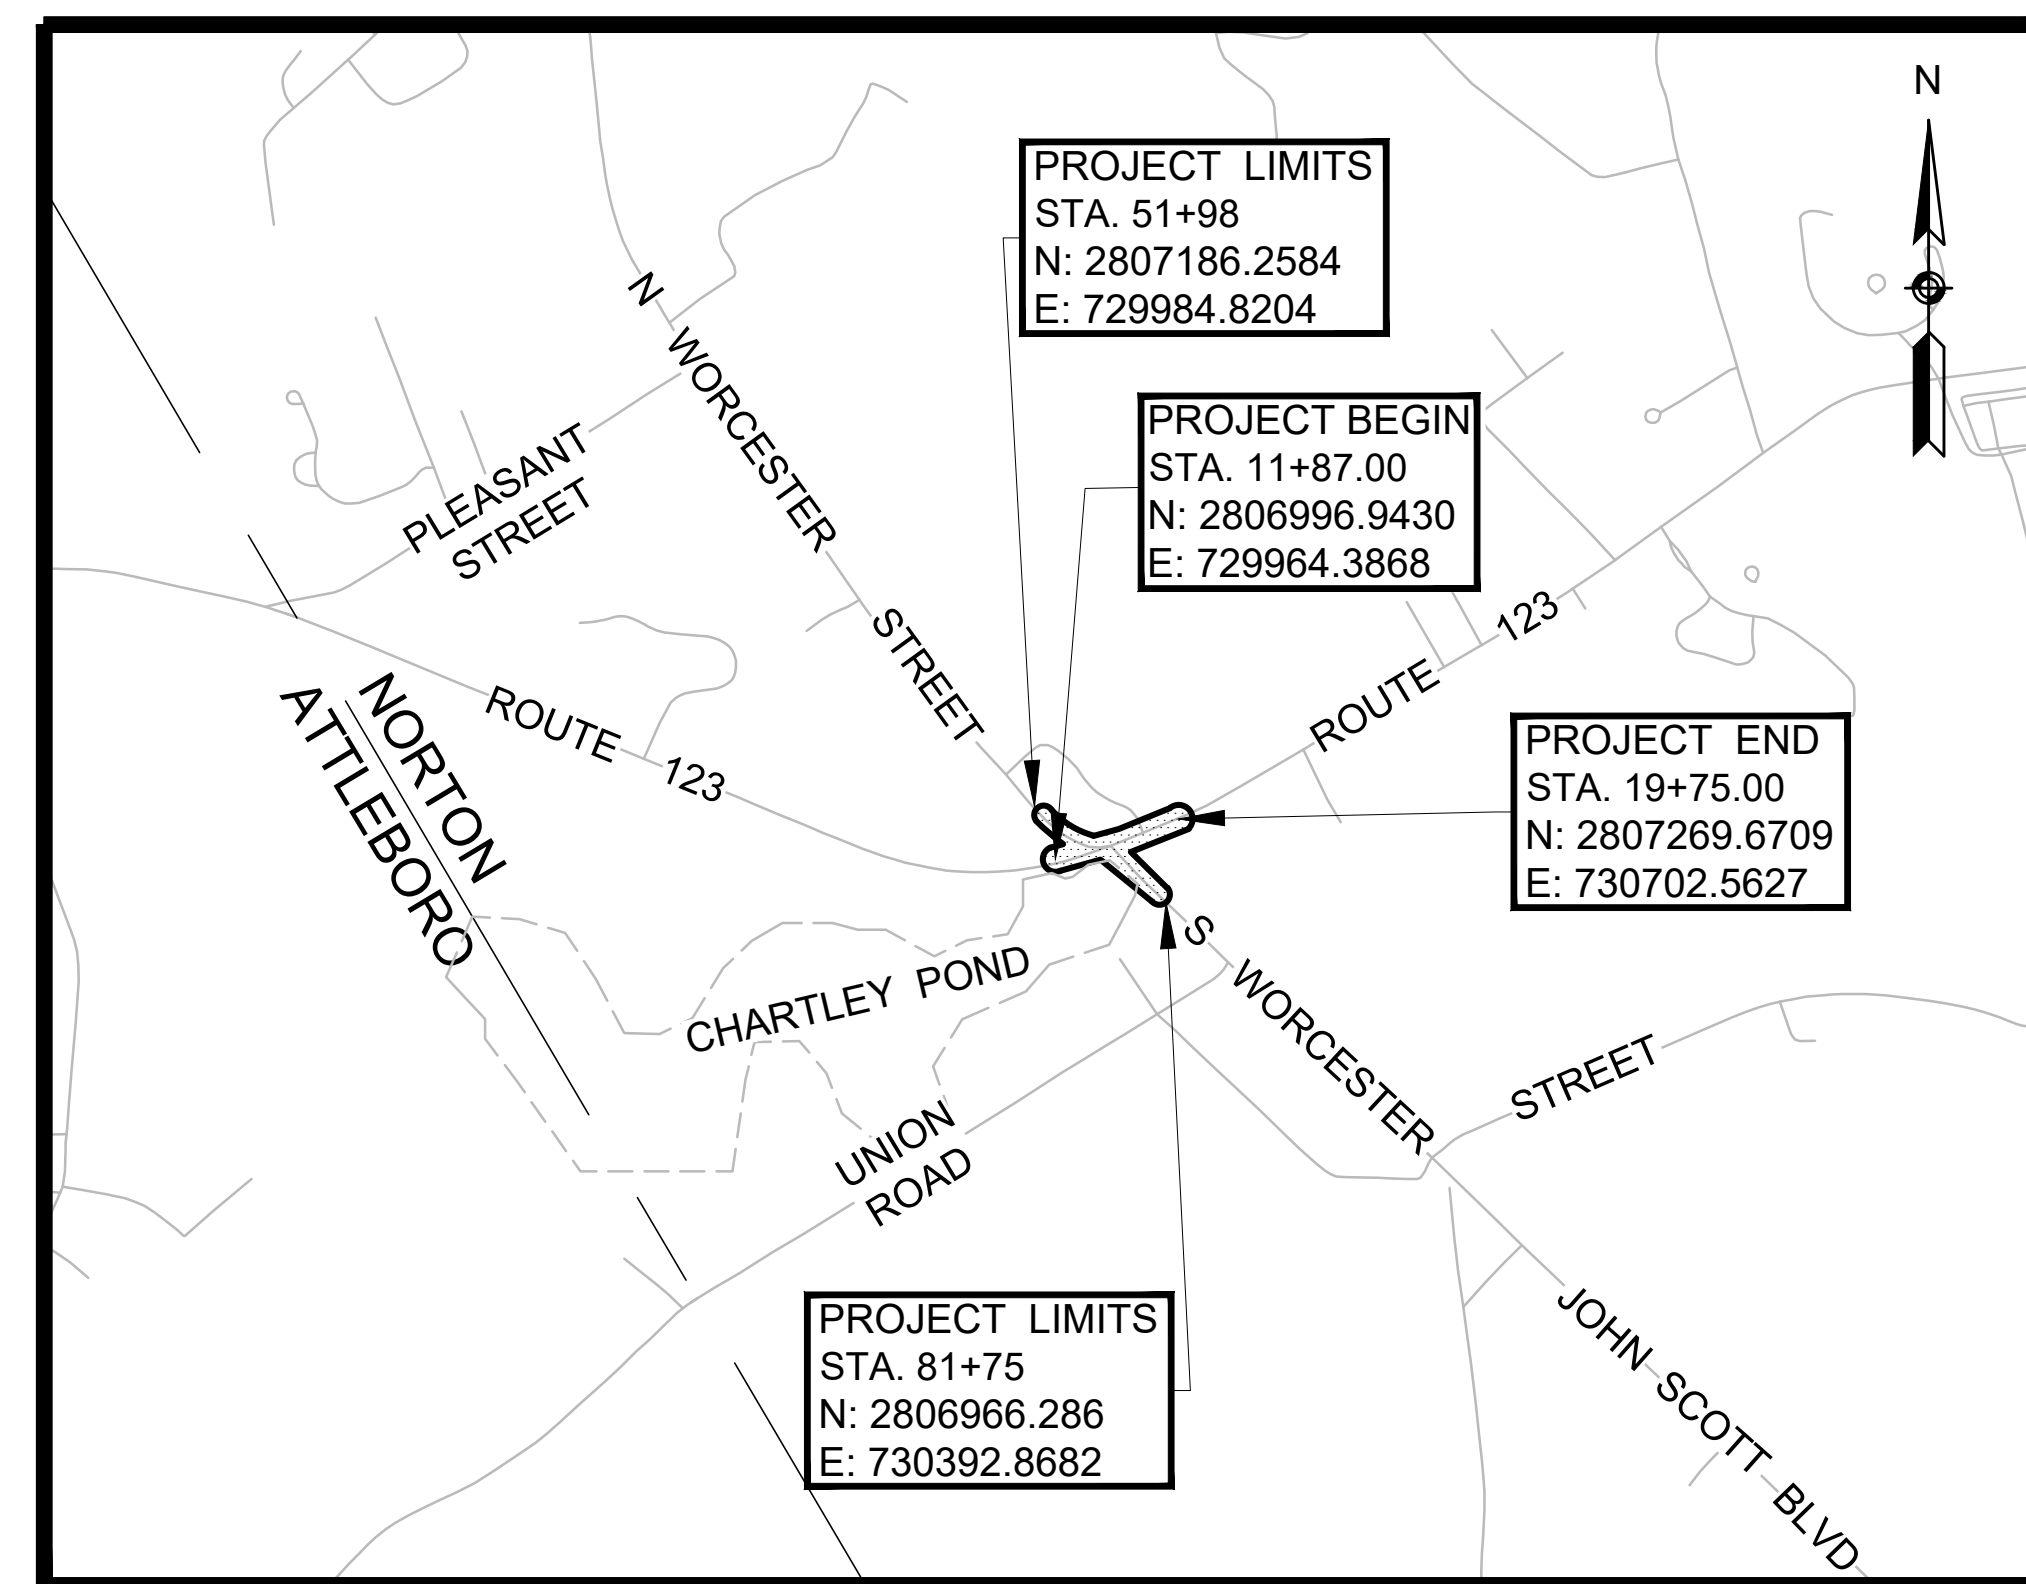 N
PROJECT LIMITS
STA. 51+98
N: 2807186.2584
E: 729984.8204
PROJECT BEGIN
STA. 11+87.00
N: 2806996.9430
E: 729964.3868
N WORCESTER STREET
PLEASANT
STREET
ROUTE 123
ROUTE 123
NORTON
ATTLEBORO
PROJECT END
STA. 19+75.00
N: 2807269.6709
E: 730702.5627
CHARTLEY POND
S WORCESTER STREET
UNION
ROAD
PROJECT LIMITS
STA. 81+75
N: 2806966.286
E: 730392.8682
JOHN SCOTT BLVD